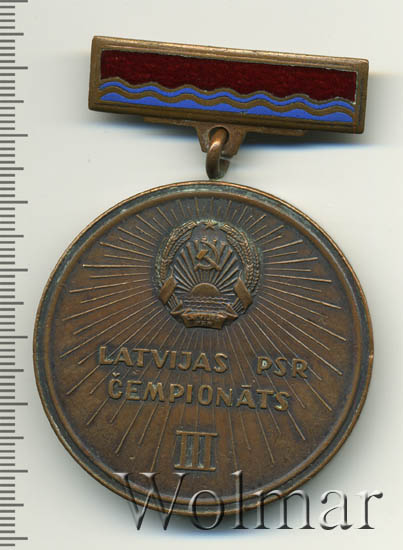 LATVIJAS PSR
ČEMPIONĀTS
III
Wolmar